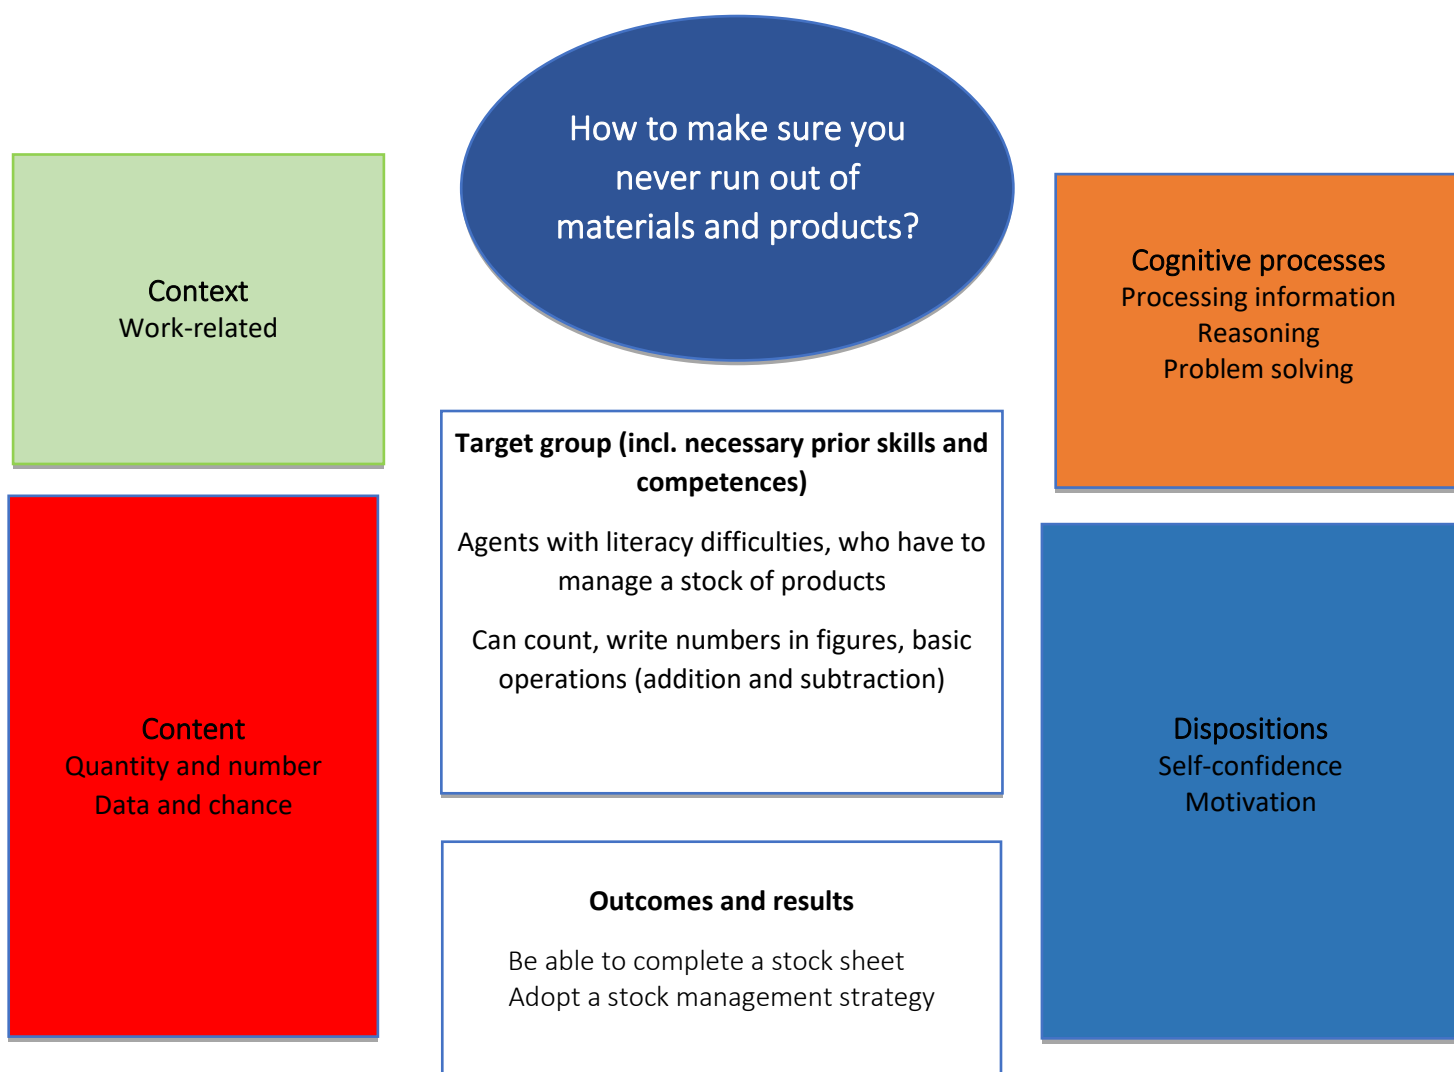 How to make sure you
never run out of
materials and products?
Context
Work-related
Cognitive processes
Processing information
Reasoning
Problem solving
Target group (incl. necessary prior skills and
competences)
Agents with literacy difficulties, who have to
manage a stock of products
Can count, write numbers in figures, basic
operations (addition and subtraction)
Content
Quantity and number
Data and chance
Dispositions
Self-confidence
Motivation
Outcomes and results
Be able to complete a stock sheet
Adopt a stock management strategy